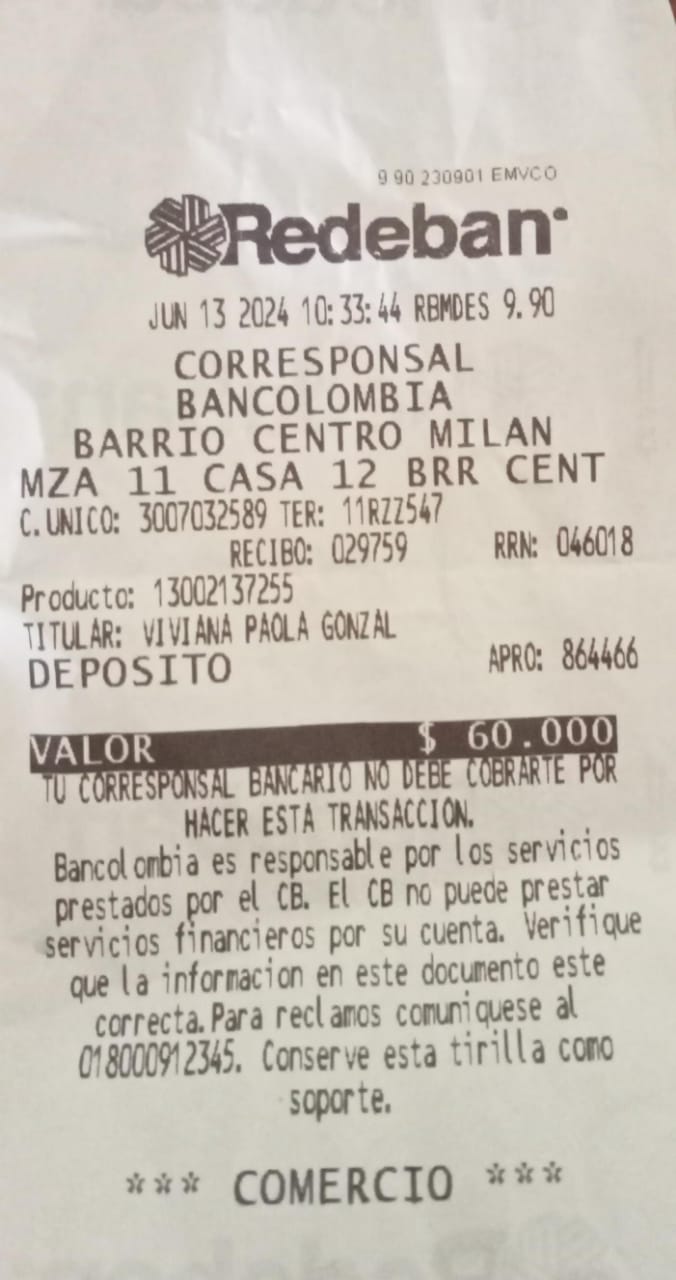 9 90 230901 EMVCO
Redeban
JUN 13 2024 10:33:44 RBMDES 9.90
CORRESPONSAL
BANCOLOMBIA
BARRIO CENTRO MILAN
MZA 11 CASA 12 BRR CENT
C.UNICO: 3007032589 TER: 11RZZ547
RECIBO: 029759 RRN: 046018
Producto: 13002137255
TITULAR: VIVIANA PAOLA GONZAL
DEPOSITO APRO: 864466
VALOR $ 60.000
TU CORRESPONSAL BANCARIO NO DEBE COBRARTE POR
HACER ESTA TRANSACCION.
Bancolombia es responsable por los servicios
prestados por el CB. El CB no puede prestar
servicios financieros por su cuenta. Verifique
que la informacion en este documento este
correcta.Para reclamos comuniquese al
018000912345. Conserve esta tirilla como
soporte.
*** COMERCIO ***